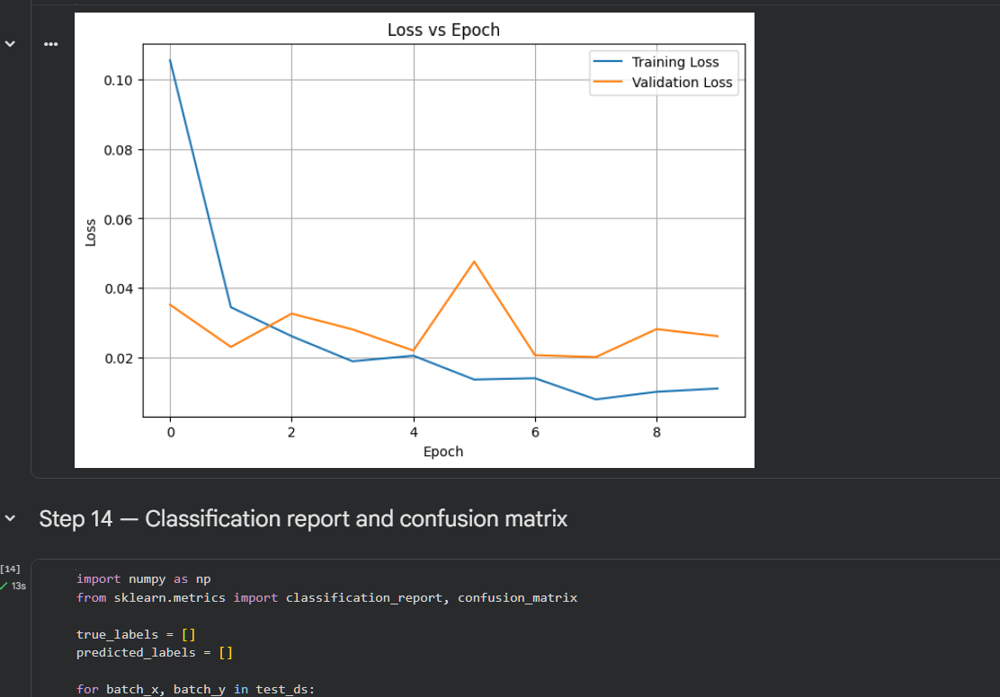 Loss vs Epoch
Training Loss
Validation Loss
0.10
0.08
0.06
0.04
0.02
Loss
0 2 4 6 8
Epoch
Step 14 — Classification report and confusion matrix
[14]
13s
import numpy as np
from sklearn.metrics import classification_report, confusion_matrix
true_labels = []
predicted_labels = []
for batch_x, batch_y in test_ds: